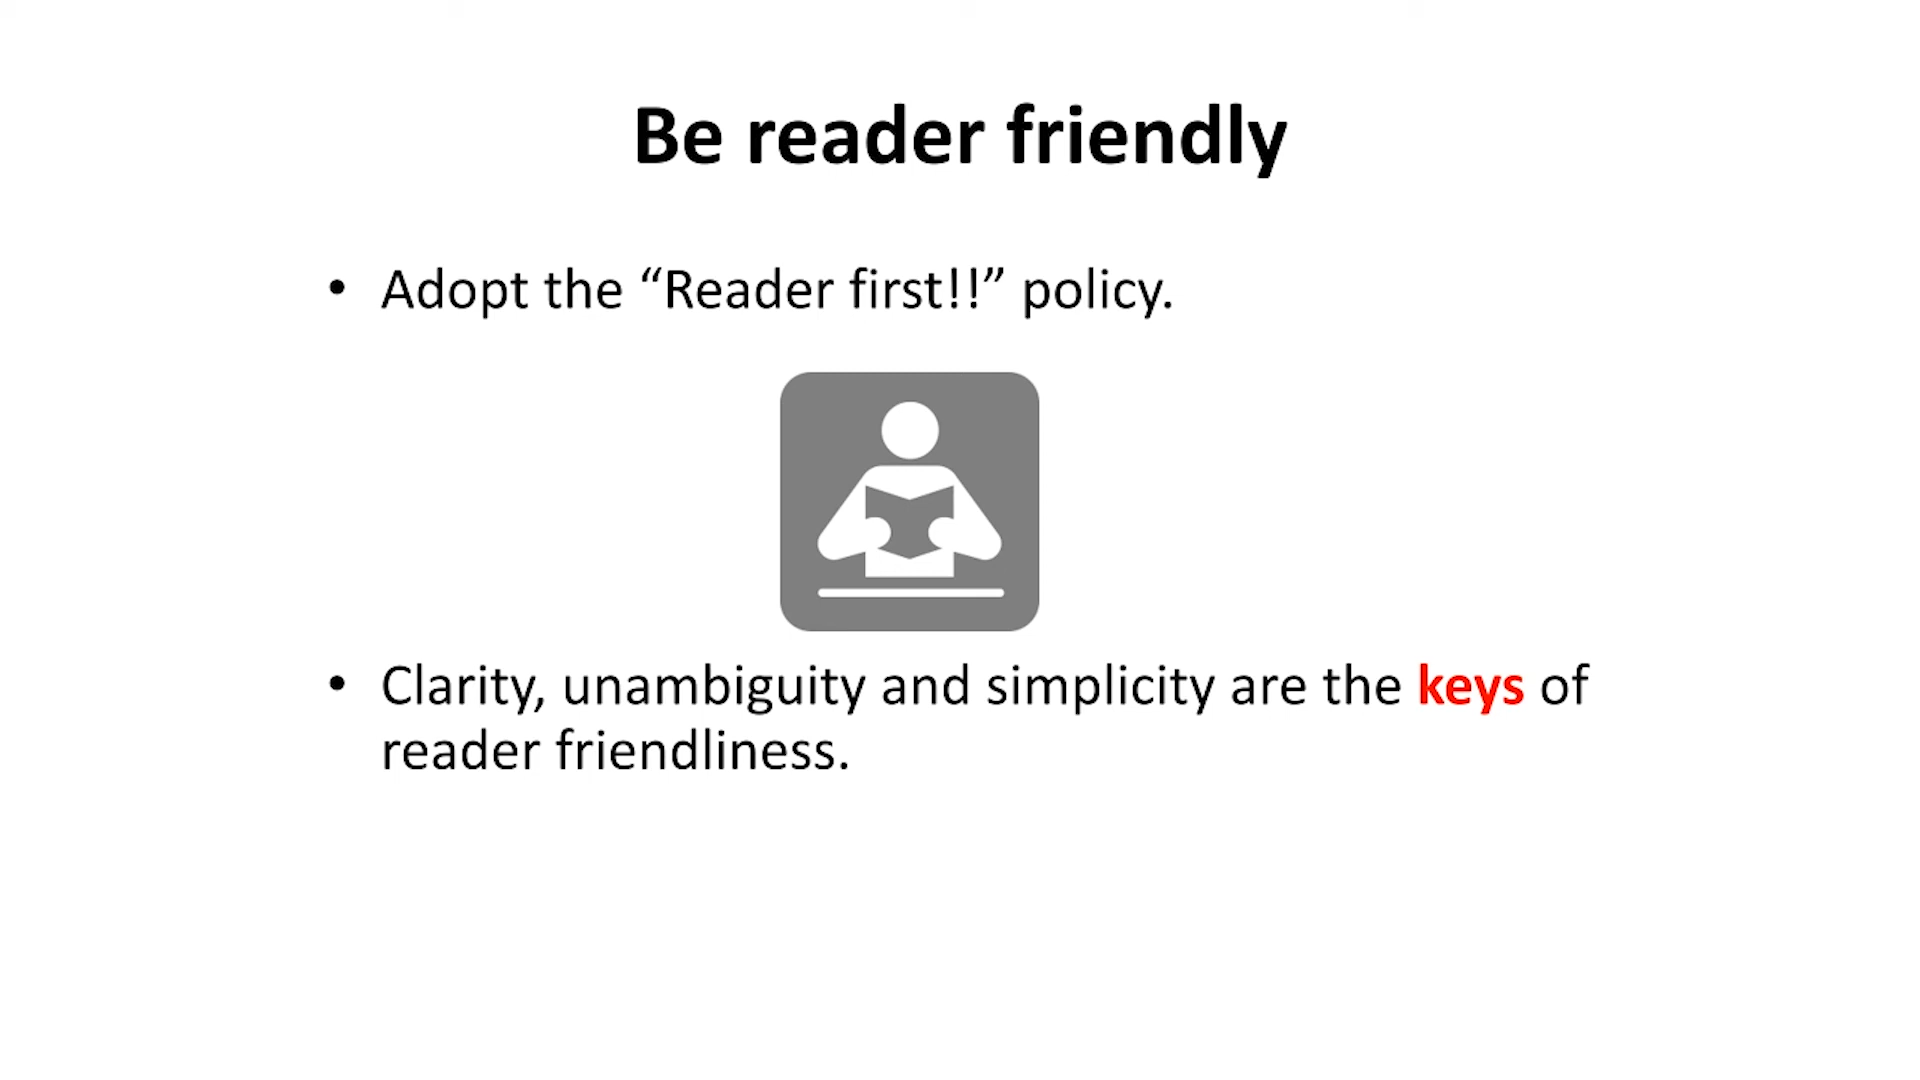 Be reader friendly
• Adopt the “Reader first!!” policy.
• Clarity, unambiguity and simplicity are the keys of
reader friendliness.